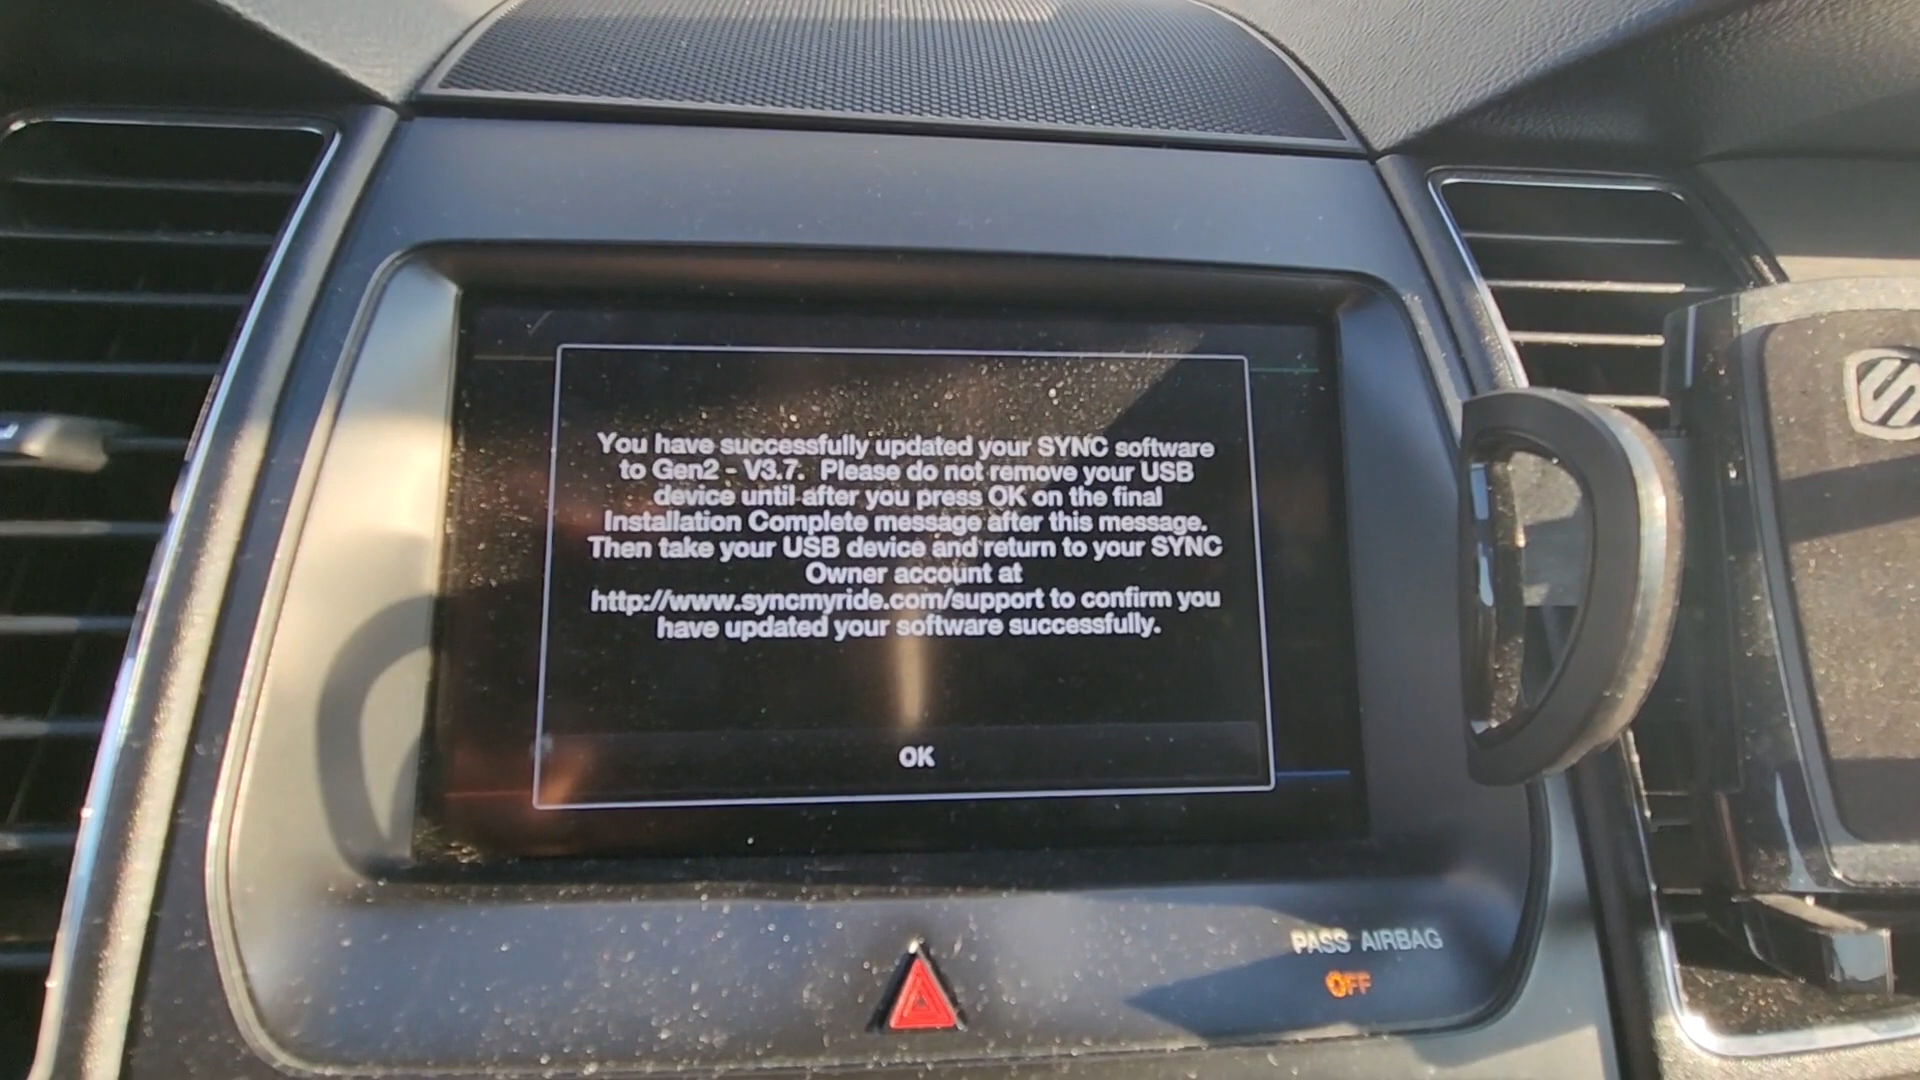 You have successfully updated your SYNC software
to Gen2 - V3.7. Please do not remove your USB
device until after you press OK on the final
Installation Complete message after this message.
Then take your USB device and return to your SYNC
Owner account at
http://www.syncmyride.com/support to confirm you
have updated your software successfully.
OK
PASS AIRBAG
OFF